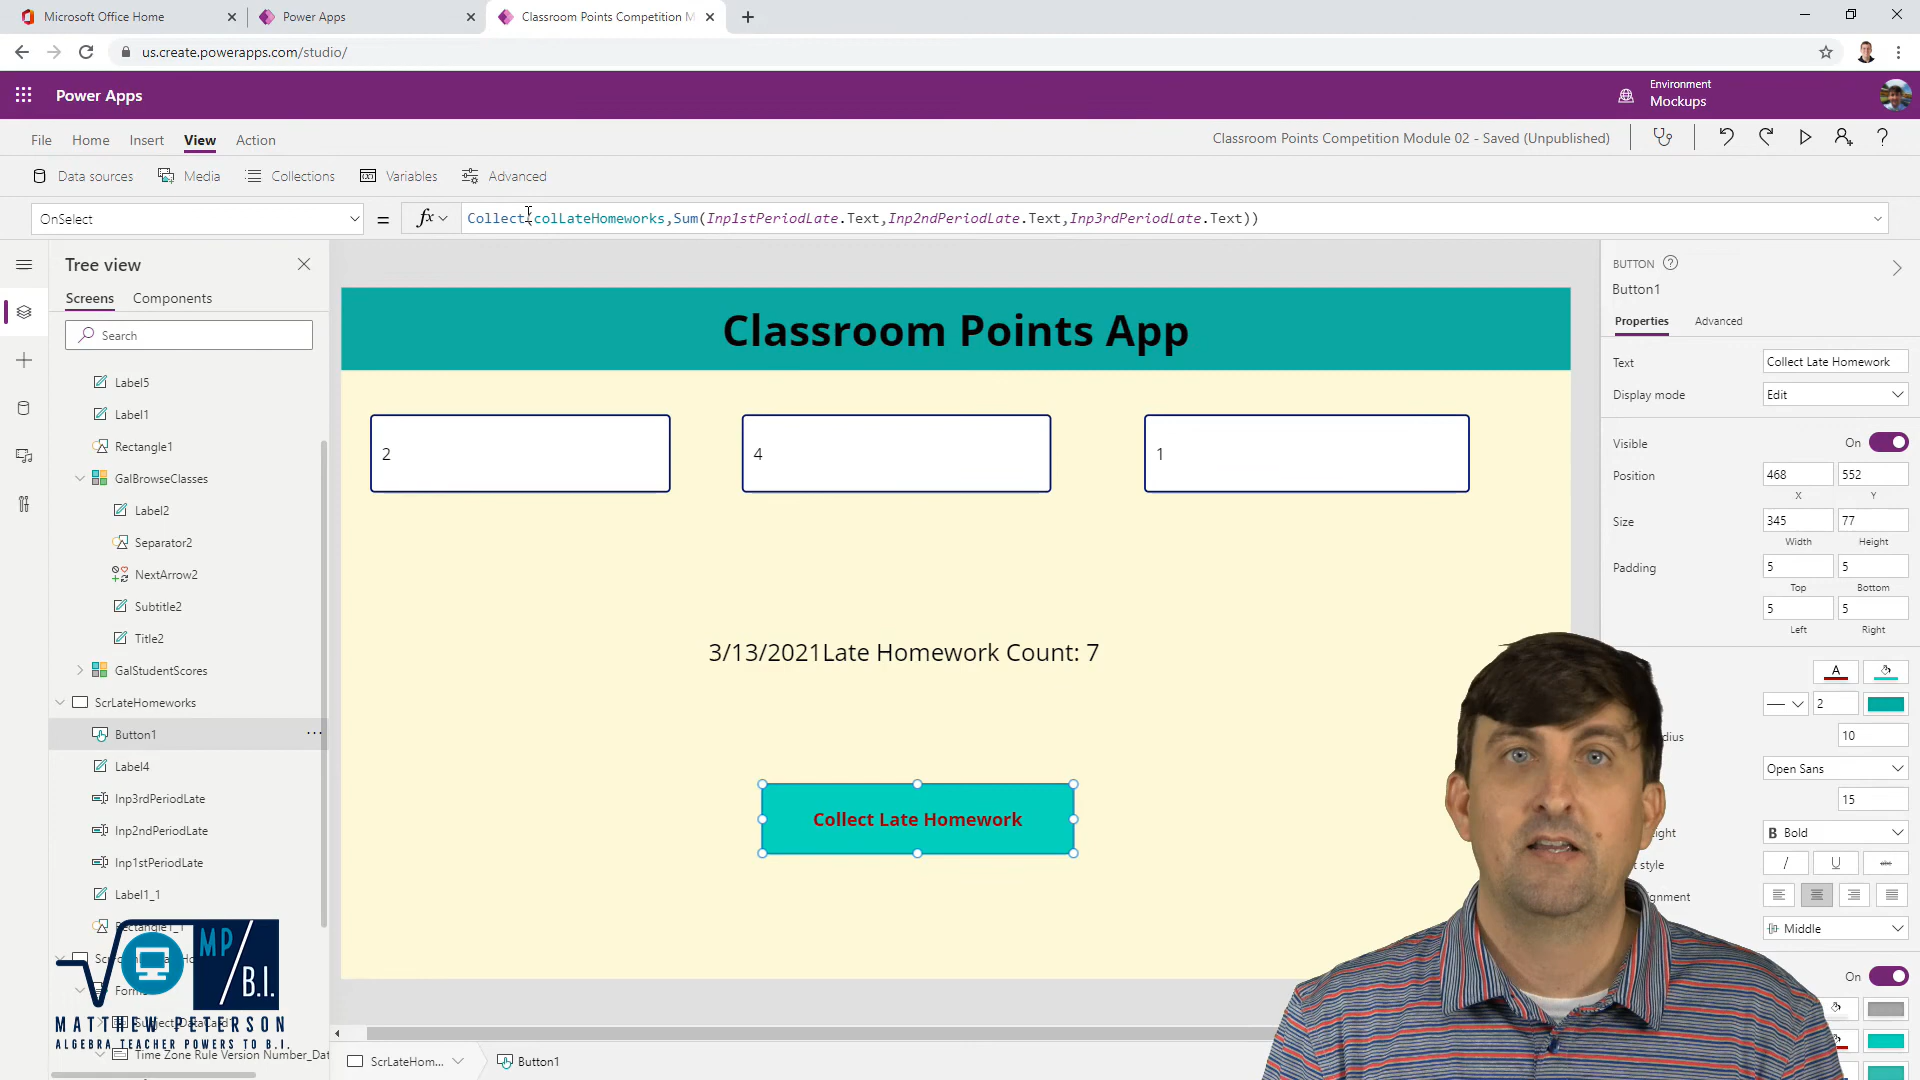 Microsoft Office Home
Power Apps
Classroom Points Competition M
us.create.powerapps.com/studio/
Power Apps
Environment
Mockups
File Home Insert View Action
Classroom Points Competition Module 02 - Saved (Unpublished)
Data sources Media Collections Variables Advanced
OnSelect = fx Collect(colLateHomeworks,Sum(Inp1stPeriodLate.Text,Inp2ndPeriodLate.Text,Inp3rdPeriodLate.Text))
Tree view
Screens Components
Search
Label5
Label1
Rectangle1
GalBrowseClasses
Label2
Separator2
NextArrow2
Subtitle2
Title2
GalStudentScores
ScrLateHomeworks
Button1
Label4
Inp3rdPeriodLate
Inp2ndPeriodLate
Inp1stPeriodLate
Label1_1
Rectangle1_1
MP/B.I.
MATTHEW PETERSON
ALGEBRA TEACHER POWERS TO B.I.
Time Zone Rule Version Number_Dat
Classroom Points App
2 4 1
3/13/2021Late Homework Count: 7
Collect Late Homework
ScrLateHom... Button1
BUTTON
Button1
Properties Advanced
Text Collect Late Homework
Display mode Edit
Visible On
Position 468 552
X Y
Size 345 77
Width Height
Padding 5 5
Top Bottom
5 5
Left Right
A
2
dius 10
Open Sans
15
ight B Bold
t style / U abc
gnment
Middle
On